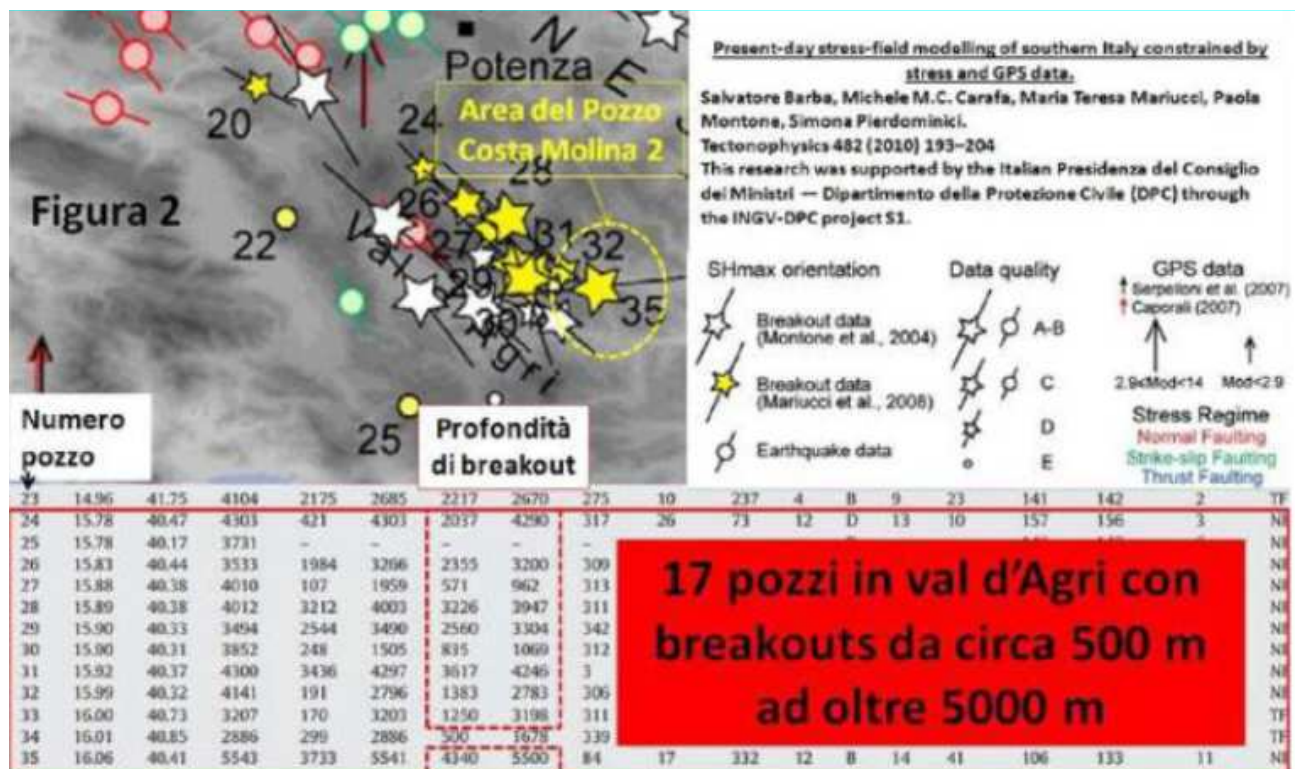 Potenza
N
E
20
24
Area del Pozzo
Costa Molina 2
28
Figura 2
22
26
27
31
32
29
30
35
Val
Agri
25
Numero
pozzo
Profondità
di breakout
Present-day stress-field modelling of southern Italy constrained by
stress and GPS data.
Salvatore Barba, Michele M.C. Carafa, Maria Teresa Mariucci, Paola
Montone, Simona Pierdominici.
Tectonophysics 482 (2010) 193–204
This research was supported by the Italian Presidenza del Consiglio
dei Ministri — Dipartimento della Protezione Civile (DPC) through
the INGV-DPC project S1.
SHmax orientation
Data quality
GPS data
Serpelloni et al. (2007)
Caporali (2007)
Breakout data
(Montone et al., 2004)
A-B
Breakout data
(Mariucci et al., 2008)
C
2.9<Mod<14 Mod<2.9
D
Earthquake data
E
Stress Regime
Normal Faulting
Strike-slip Faulting
Thrust Faulting
23 14.96 41.75 4104 2175 2685 2217 2670 275 10 237 4 B 9 23 141 142 2 TF
24 15.78 40.47 4303 421 4303 2037 4290 317 26 73 12 D 13 10 157 156 3 NF
25 15.78 40.17 3731 – – – – –
26 15.83 40.44 3533 1984 3266 2355 3200 309
27 15.88 40.38 4010 107 1959 571 962 313
28 15.89 40.38 4012 3212 4003 3226 3947 311
29 15.90 40.33 3494 2544 3490 2560 3304 342
30 15.90 40.31 3852 248 1505 835 1069 312
31 15.92 40.37 4300 3436 4297 3617 4246 3
32 15.99 40.32 4141 191 2796 1383 2783 306
33 16.00 40.73 3207 170 3203 1250 3198 311
34 16.01 40.85 2886 299 2886 500 1678 339
35 16.06 40.41 5543 3733 5541 4340 5500 84 17 332 12 B 14 41 106 133 11
17 pozzi in val d'Agri con
breakouts da circa 500 m
ad oltre 5000 m